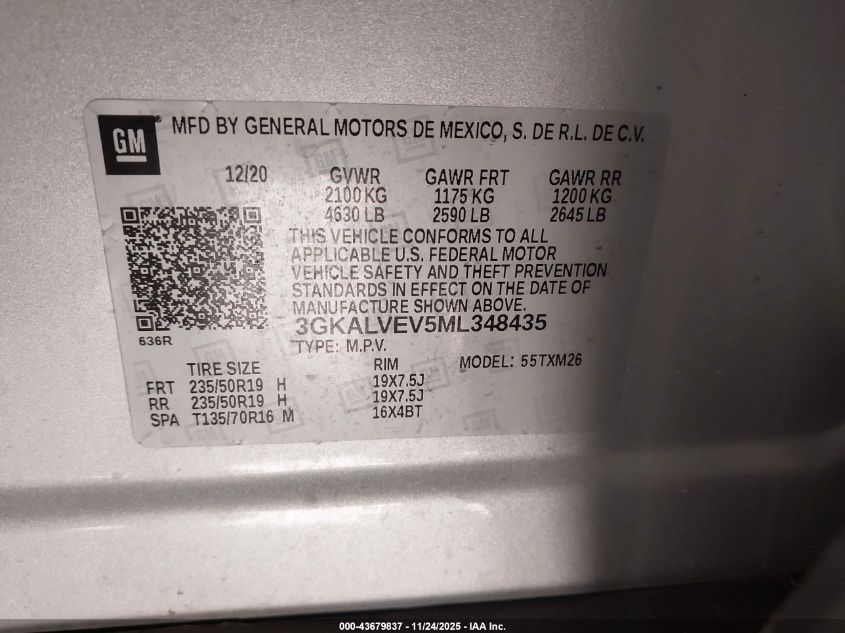 GM
MFD BY GENERAL MOTORS DE MEXICO, S. DE R.L. DE C.V.
12/20 GVWR GAWR FRT GAWR RR
2100 KG 1175 KG 1200 KG
4630 LB 2590 LB 2645 LB
THIS VEHICLE CONFORMS TO ALL
APPLICABLE U.S. FEDERAL MOTOR
VEHICLE SAFETY AND THEFT PREVENTION
STANDARDS IN EFFECT ON THE DATE OF
MANUFACTURE SHOWN ABOVE.
3GKALVEV5ML348435
636R
TYPE: M.P.V.
TIRE SIZE RIM MODEL: 55TXM26
FRT 235/50R19 H 19X7.5J
RR 235/50R19 H 19X7.5J
SPA T135/70R16 M 16X4BT
000-43679837 - 11/24/2025 - IAA Inc.